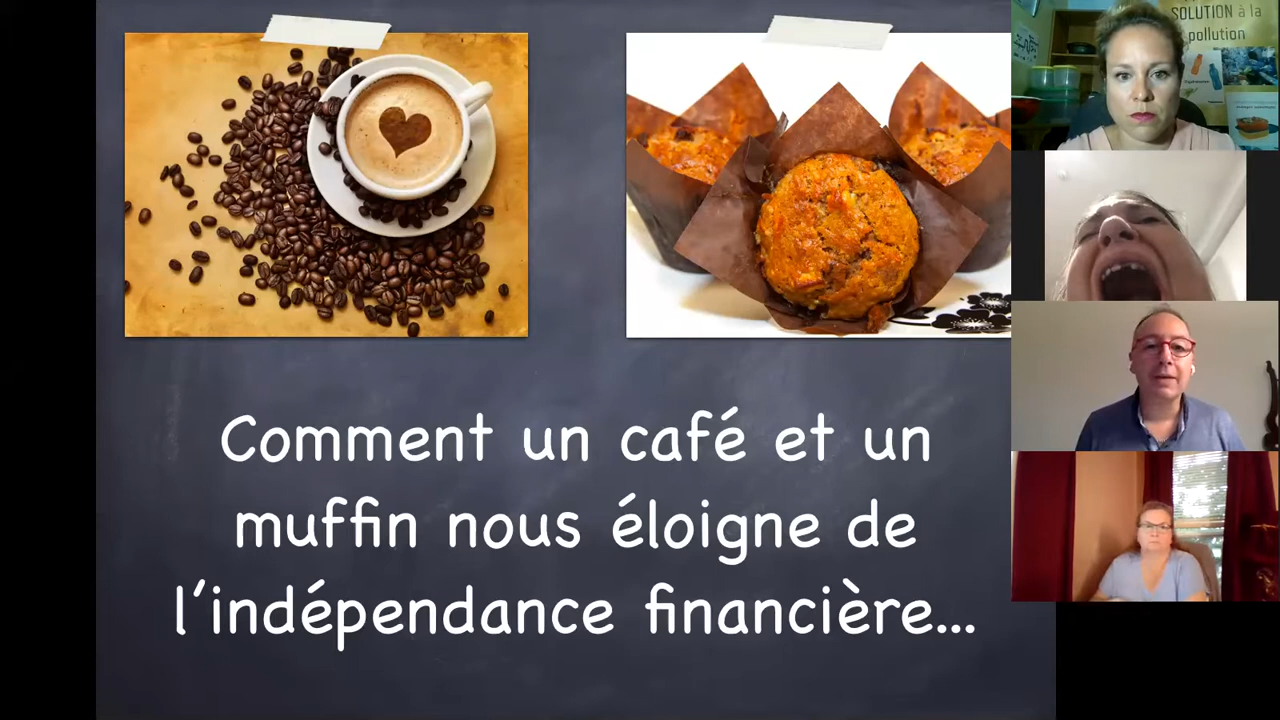 Comment un café et un
muffin nous éloigne de
l'indépendance financière...
SOLUTION à la
pollution